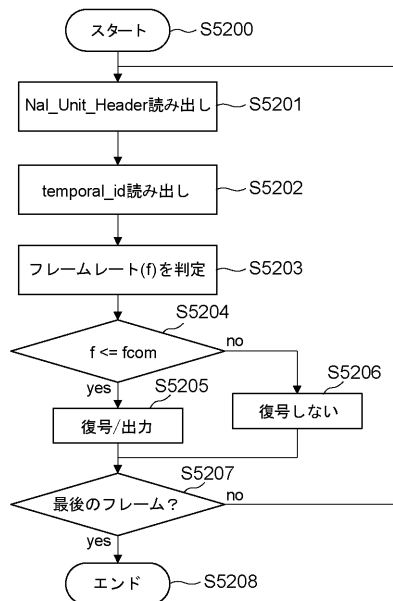 スタート
S5200
Nal_Unit_Header読み出し
S5201
temporal_id読み出し
S5202
フレームレート(f)を判定
S5203
S5204
f <= fcom
no
yes
S5205
S5206
復号/出力
復号しない
S5207
最後のフレーム？
no
yes
エンド
S5208